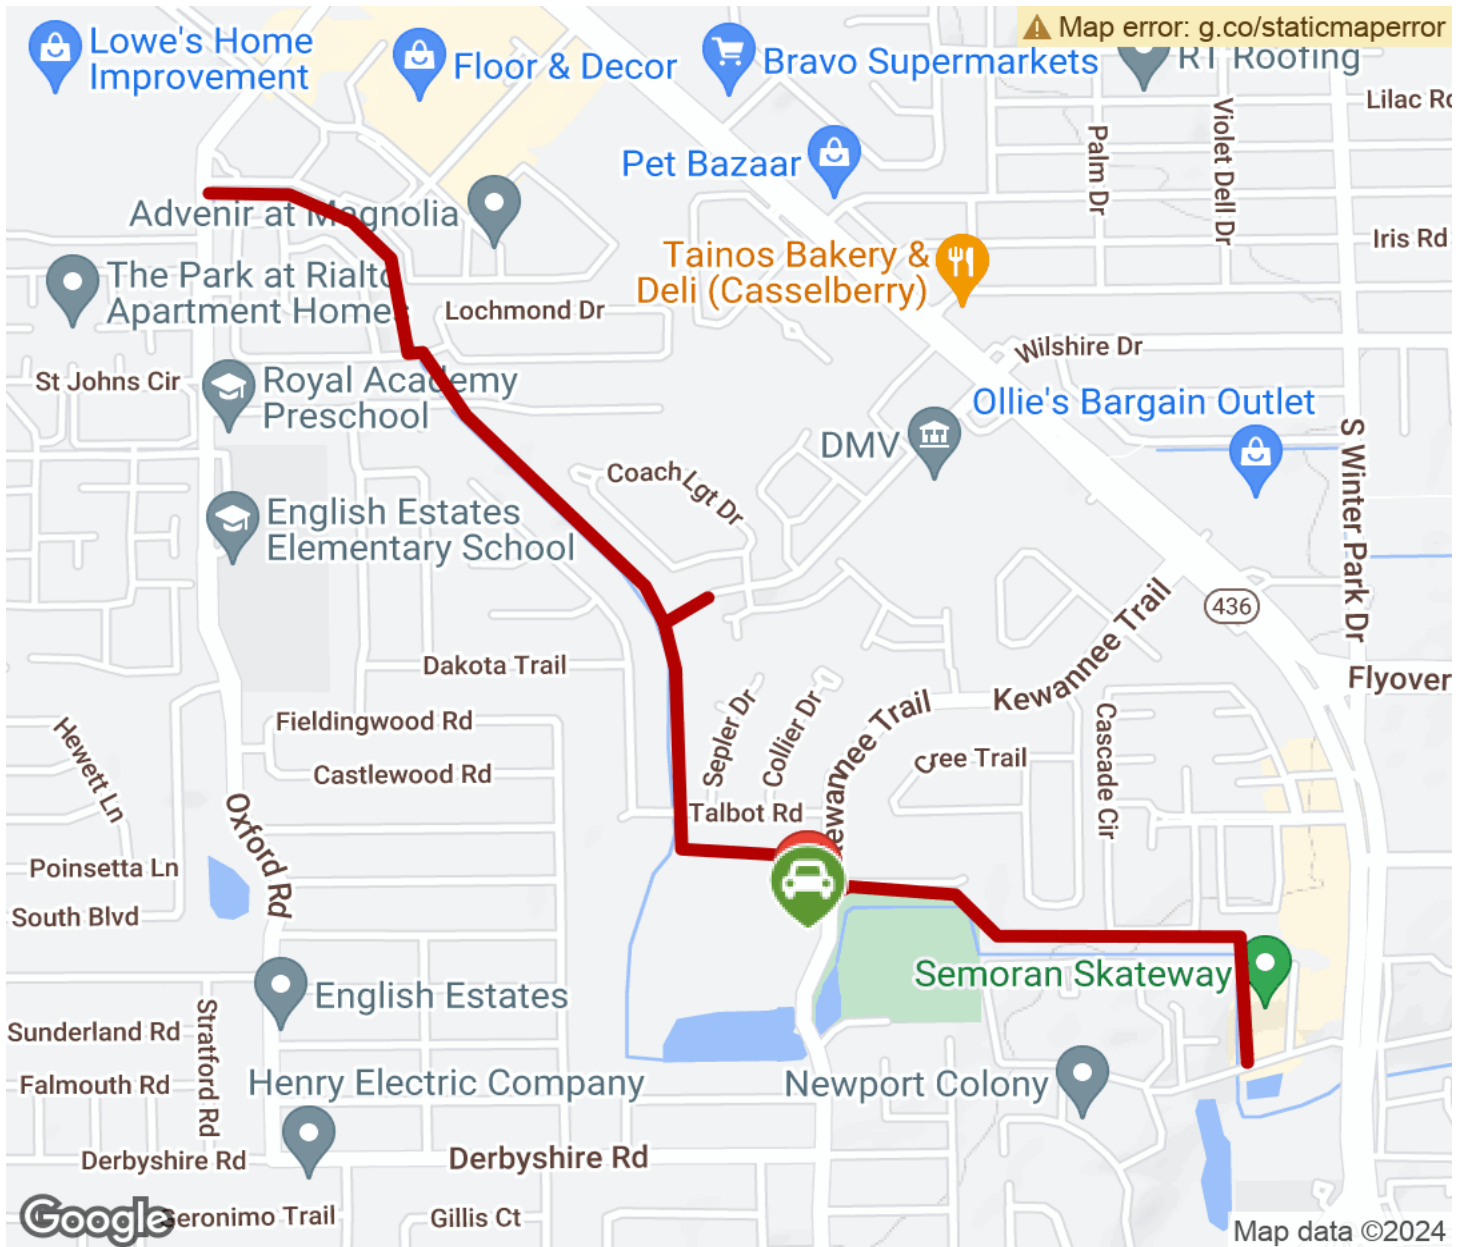 Map error: g.co/staticmaperror
Lowe's Home
Improvement
Floor & Decor
Bravo Supermarkets
RT Roofing
Lilac Rd
Palm Dr
Violet Dell Dr
Pet Bazaar
Advenir at Magnolia
Iris Rd
Tainos Bakery &
Deli (Casselberry)
The Park at Rialto
Apartment Homes
Lochmond Dr
Wilshire Dr
St Johns Cir
Royal Academy
Preschool
Ollie's Bargain Outlet
DMV
S Winter Park Dr
Coach Lgt Dr
English Estates
Elementary School
436
Kewannee Trail
Dakota Trail
Flyover
Kewannee Trail
Sepler Dr
Collier Dr
Cascade Cir
Fieldingwood Rd
Hewett Ln
Cree Trail
Castlewood Rd
Talbot Rd
Oxford Rd
Poinsetta Ln
South Blvd
Semoran Skateway
English Estates
Stratford Rd
Sunderland Rd
Falmouth Rd
Henry Electric Company
Newport Colony
Derbyshire Rd
Derbyshire Rd
Google
Geronimo Trail
Gillis Ct
Map data ©2024